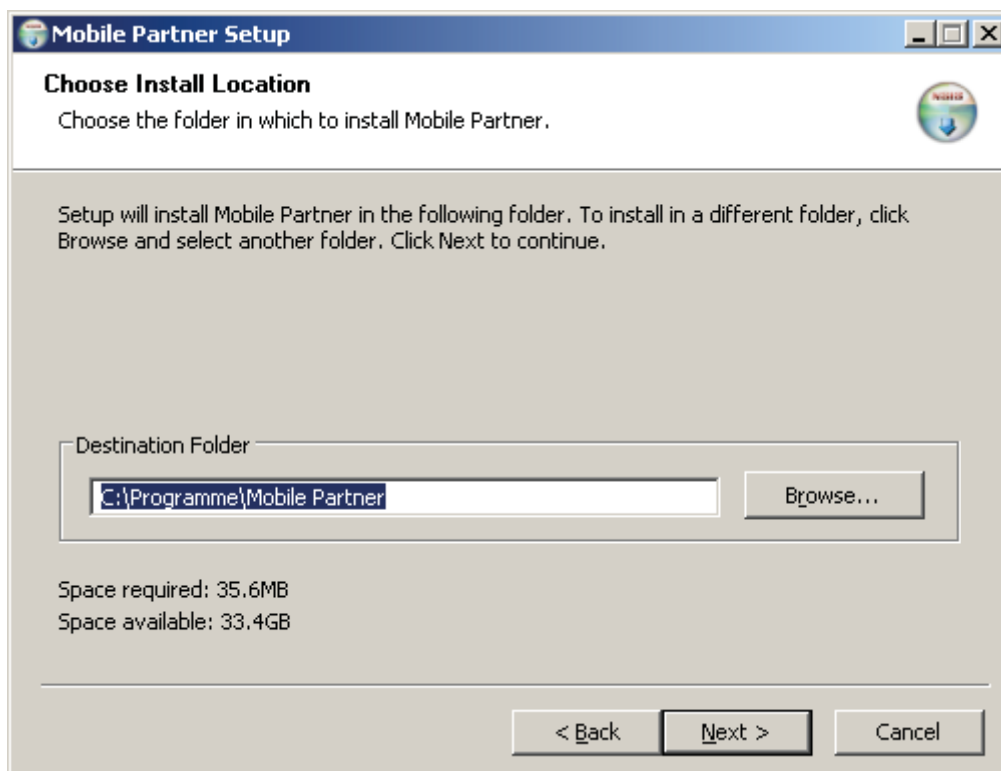 Mobile Partner Setup
Choose Install Location
Choose the folder in which to install Mobile Partner.
Setup will install Mobile Partner in the following folder. To install in a different folder, click
Browse and select another folder. Click Next to continue.
Destination Folder
C:\Programme\Mobile Partner
Browse...
Space required: 35.6MB
Space available: 33.4GB
< Back
Next >
Cancel